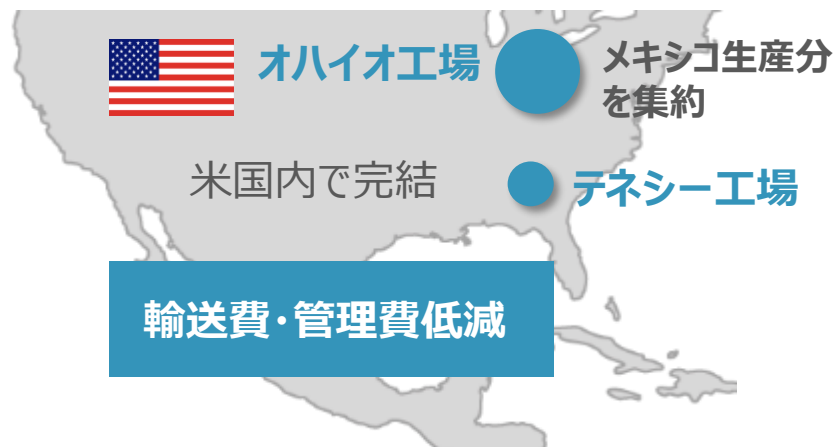 オハイオ工場
メキシコ生産分
を集約
米国内で完結
テネシー工場
輸送費・管理費低減